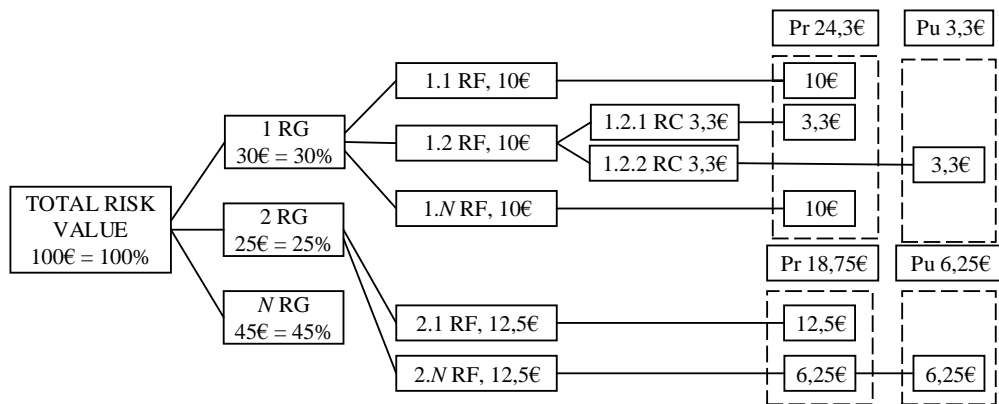 Pr 24,3€
Pu 3,3€
1.1 RF, 10€
10€
1 RG
30€ = 30%
1.2 RF, 10€
1.2.1 RC 3,3€
3,3€
1.2.2 RC 3,3€
3,3€
1.N RF, 10€
10€
TOTAL RISK
VALUE
100€ = 100%
2 RG
25€ = 25%
Pr 18,75€
Pu 6,25€
N RG
45€ = 45%
2.1 RF, 12,5€
12,5€
2.N RF, 12,5€
6,25€
6,25€